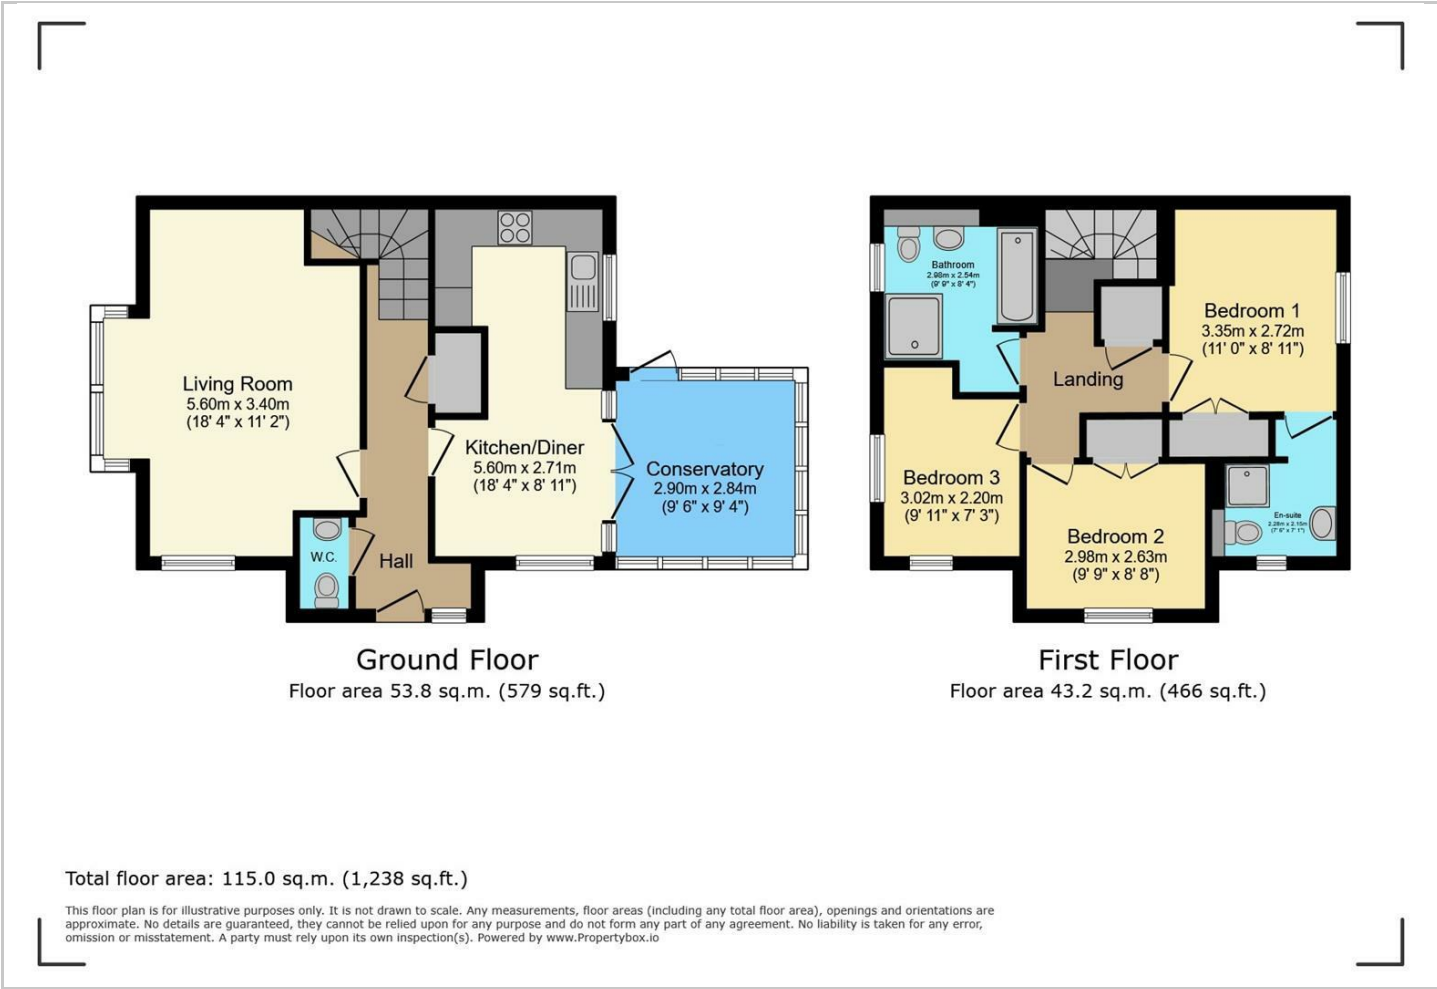 Living Room
5.60m x 3.40m
(18' 4" x 11' 2")
W.C.
Hall
Kitchen/Diner
5.60m x 2.71m
(18' 4" x 8' 11")
Conservatory
2.90m x 2.84m
(9' 6" x 9' 4")
Ground Floor
Floor area 53.8 sq.m. (579 sq.ft.)
Bathroom
2.98m x 2.54m
(9' 9" x 8' 4")
Landing
Bedroom 1
3.35m x 2.72m
(11' 0" x 8' 11")
Bedroom 3
3.02m x 2.20m
(9' 11" x 7' 3")
Bedroom 2
2.98m x 2.63m
(9' 9" x 8' 8")
En-suite
2.28m x 2.15m
(7' 6" x 7' 1")
First Floor
Floor area 43.2 sq.m. (466 sq.ft.)
Total floor area: 115.0 sq.m. (1,238 sq.ft.)
This floor plan is for illustrative purposes only. It is not drawn to scale. Any measurements, floor areas (including any total floor area), openings and orientations are
approximate. No details are guaranteed, they cannot be relied upon for any purpose and do not form any part of any agreement. No liability is taken for any error,
omission or misstatement. A party must rely upon its own inspection(s). Powered by www.Propertybox.io